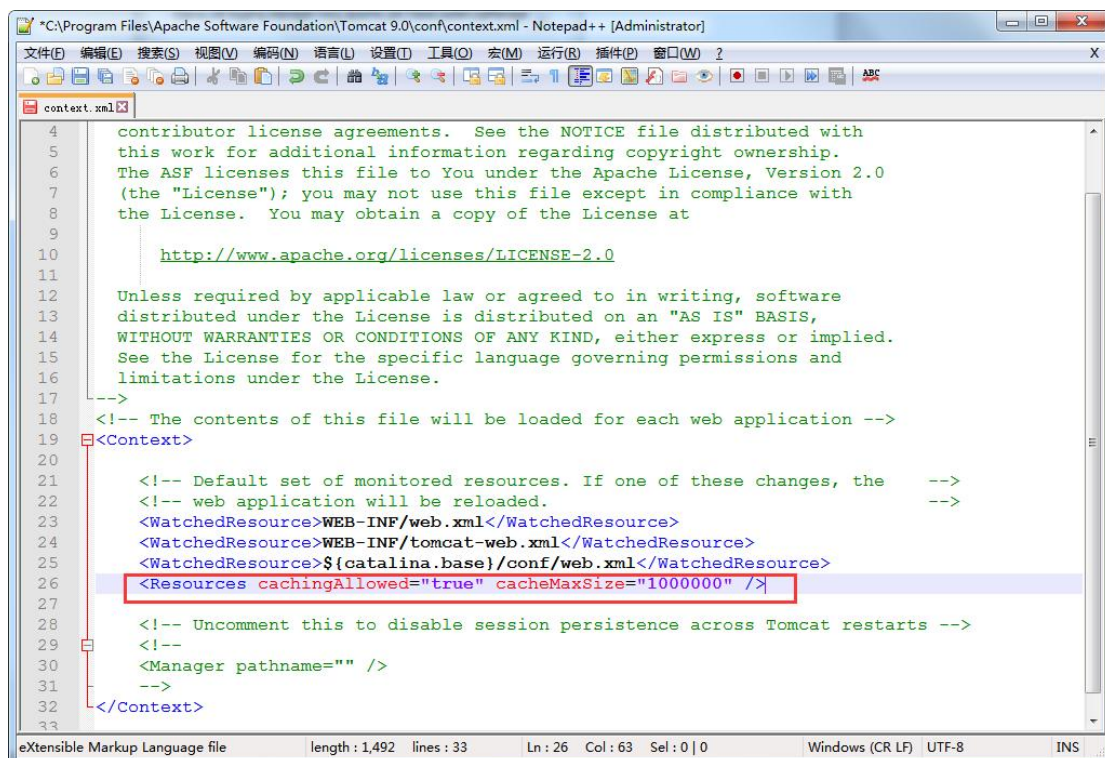 *C:\Program Files\Apache Software Foundation\Tomcat 9.0\conf\context.xml - Notepad++ [Administrator]
文件(F) 编辑(E) 搜索(S) 视图(V) 编码(N) 语言(L) 设置(T) 工具(O) 宏(M) 运行(R) 插件(P) 窗口(W) ? X
ABC
context.xml
4 contributor license agreements.  See the NOTICE file distributed with
5 this work for additional information regarding copyright ownership.
6 The ASF licenses this file to You under the Apache License, Version 2.0
7 (the "License"); you may not use this file except in compliance with
8 the License.  You may obtain a copy of the License at
9
10 http://www.apache.org/licenses/LICENSE-2.0
11
12 Unless required by applicable law or agreed to in writing, software
13 distributed under the License is distributed on an "AS IS" BASIS,
14 WITHOUT WARRANTIES OR CONDITIONS OF ANY KIND, either express or implied.
15 See the License for the specific language governing permissions and
16 limitations under the License.
17 -->
18 <!-- The contents of this file will be loaded for each web application -->
19 <Context>
20
21 <!-- Default set of monitored resources. If one of these changes, the    -->
22 <!-- web application will be reloaded.                                   -->
23 <WatchedResource>WEB-INF/web.xml</WatchedResource>
24 <WatchedResource>WEB-INF/tomcat-web.xml</WatchedResource>
25 <WatchedResource>${catalina.base}/conf/web.xml</WatchedResource>
26 <Resources cachingAllowed="true" cacheMaxSize="1000000" />
27
28 <!-- Uncomment this to disable session persistence across Tomcat restarts -->
29 <!--
30 <Manager pathname="" />
31 -->
32 </Context>
33
eXtensible Markup Language file length : 1,492 lines : 33 Ln : 26 Col : 63 Sel : 0 | 0 Windows (CR LF) UTF-8 INS